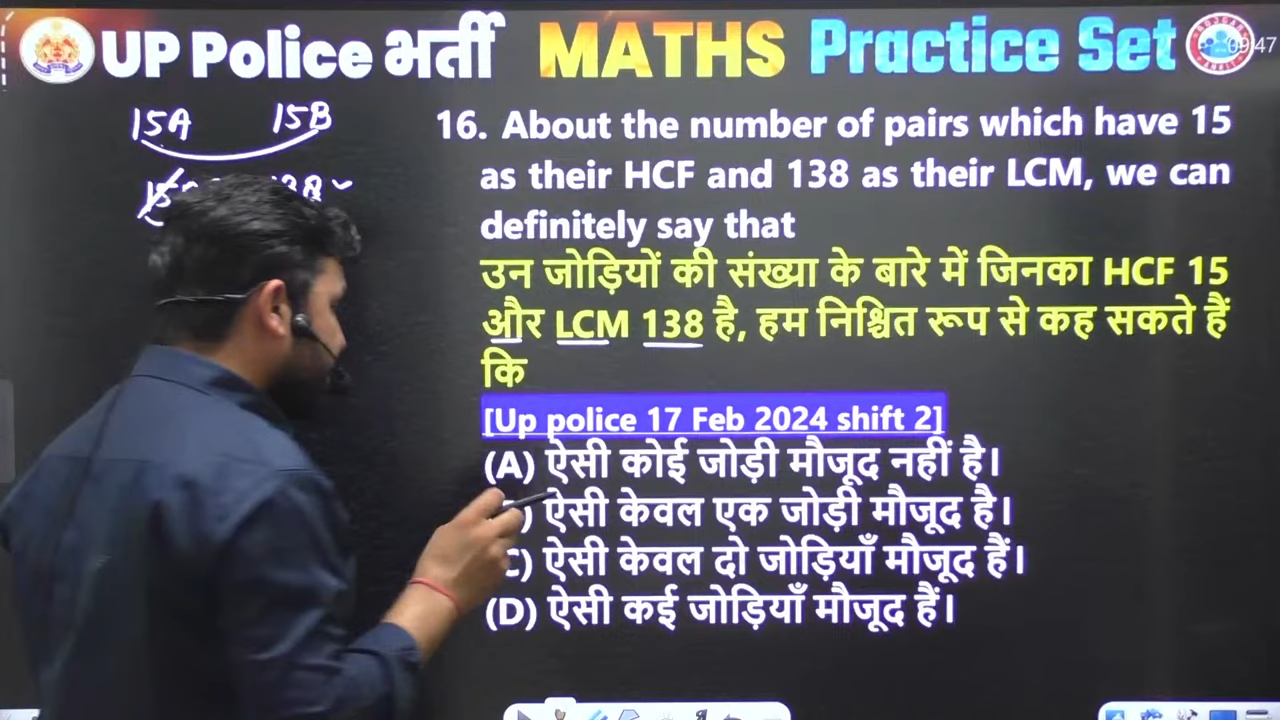 UP Police भर्ती MATHS Practice Set
09:47
15A 15B
16. About the number of pairs which have 15
as their HCF and 138 as their LCM, we can
definitely say that
उन जोड़ियों की संख्या के बारे में जिनका HCF 15
और LCM 138 है, हम निश्चित रूप से कह सकते हैं
कि
[Up police 17 Feb 2024 shift 2]
(A) ऐसी कोई जोड़ी मौजूद नहीं है।
ऐसी केवल एक जोड़ी मौजूद है।
C) ऐसी केवल दो जोड़ियाँ मौजूद हैं।
(D) ऐसी कई जोड़ियाँ मौजूद हैं।